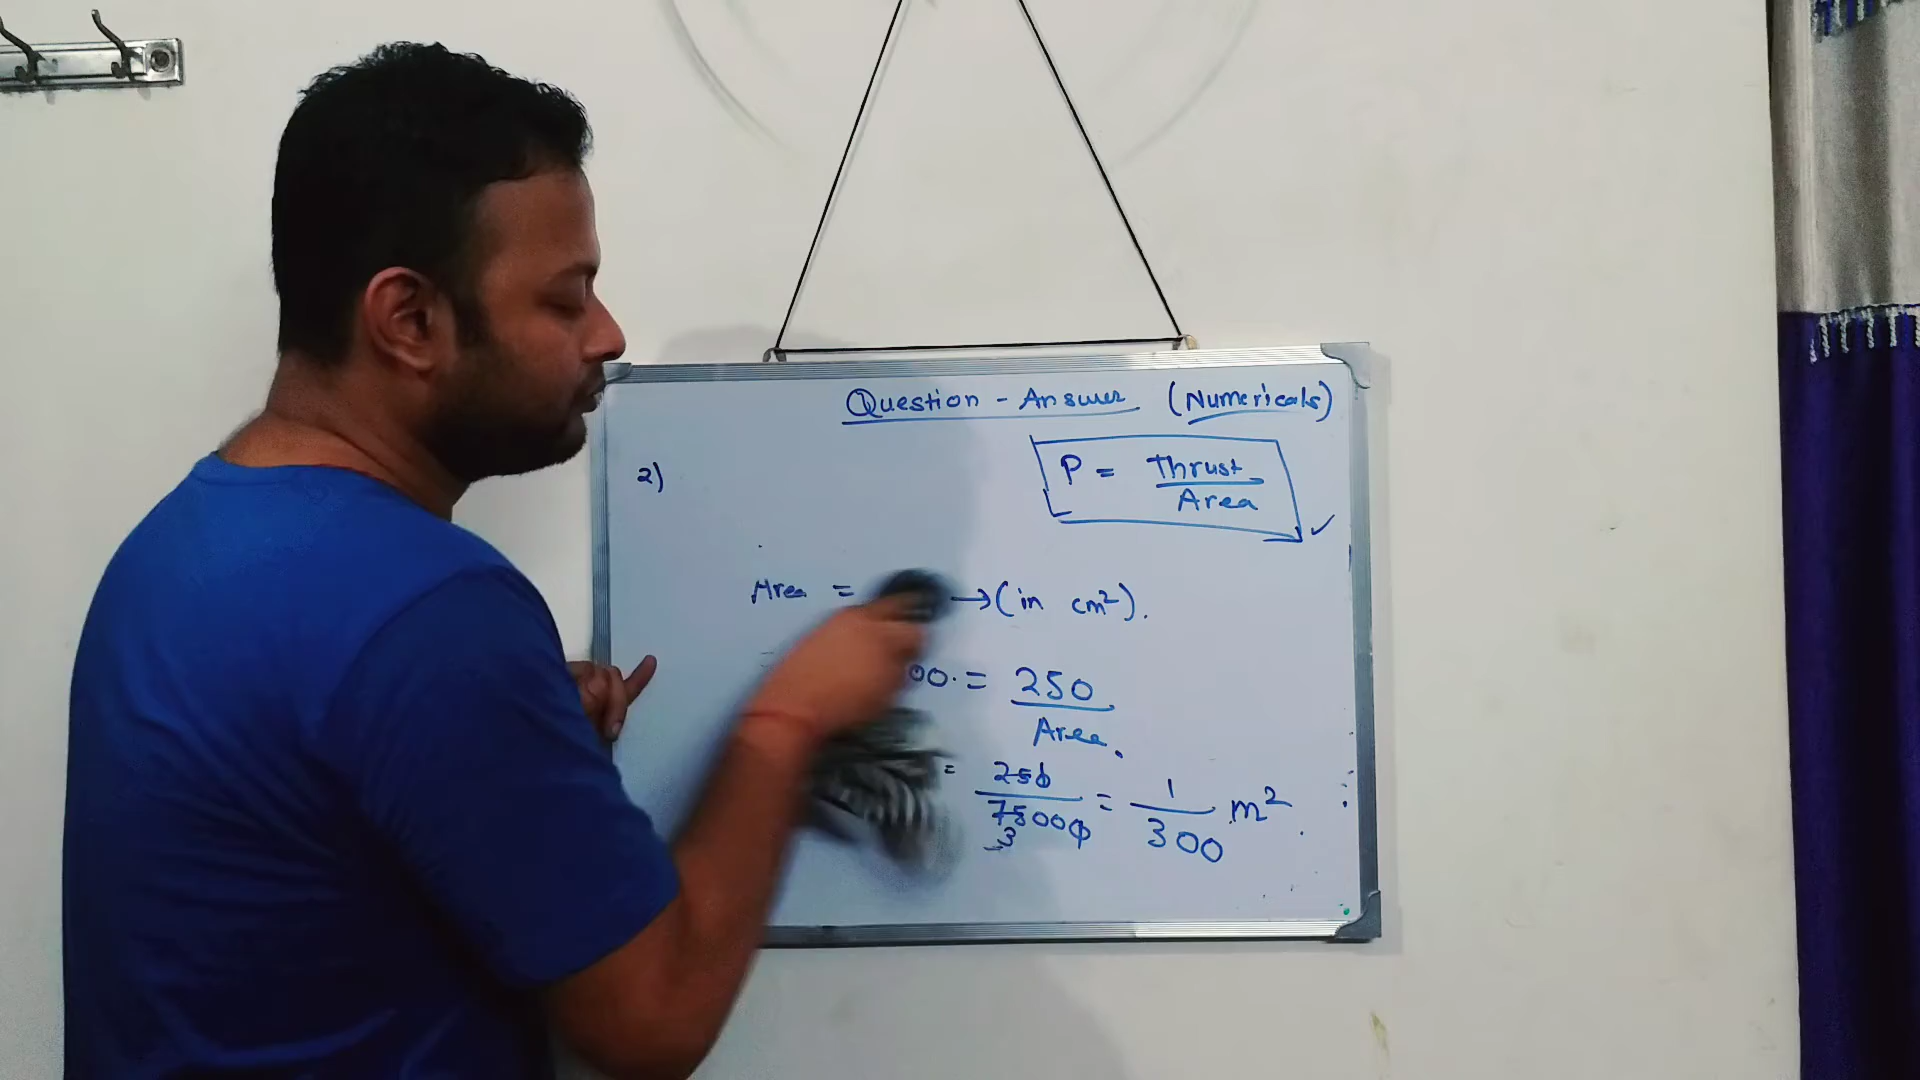 Question - Answer (Numericals)
2)
P = Thrust
Area
Area = → (in cm²).
00. = 250
Area.
= 250 = 1 m²
75000 300
3